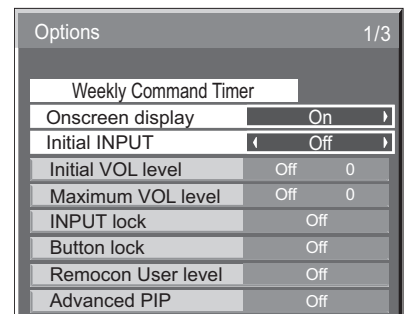 Options 1/3
Weekly Command Timer
Onscreen display On
Initial INPUT Off
Initial VOL level Off 0
Maximum VOL level Off 0
INPUT lock Off
Button lock Off
Remocon User level Off
Advanced PIP Off